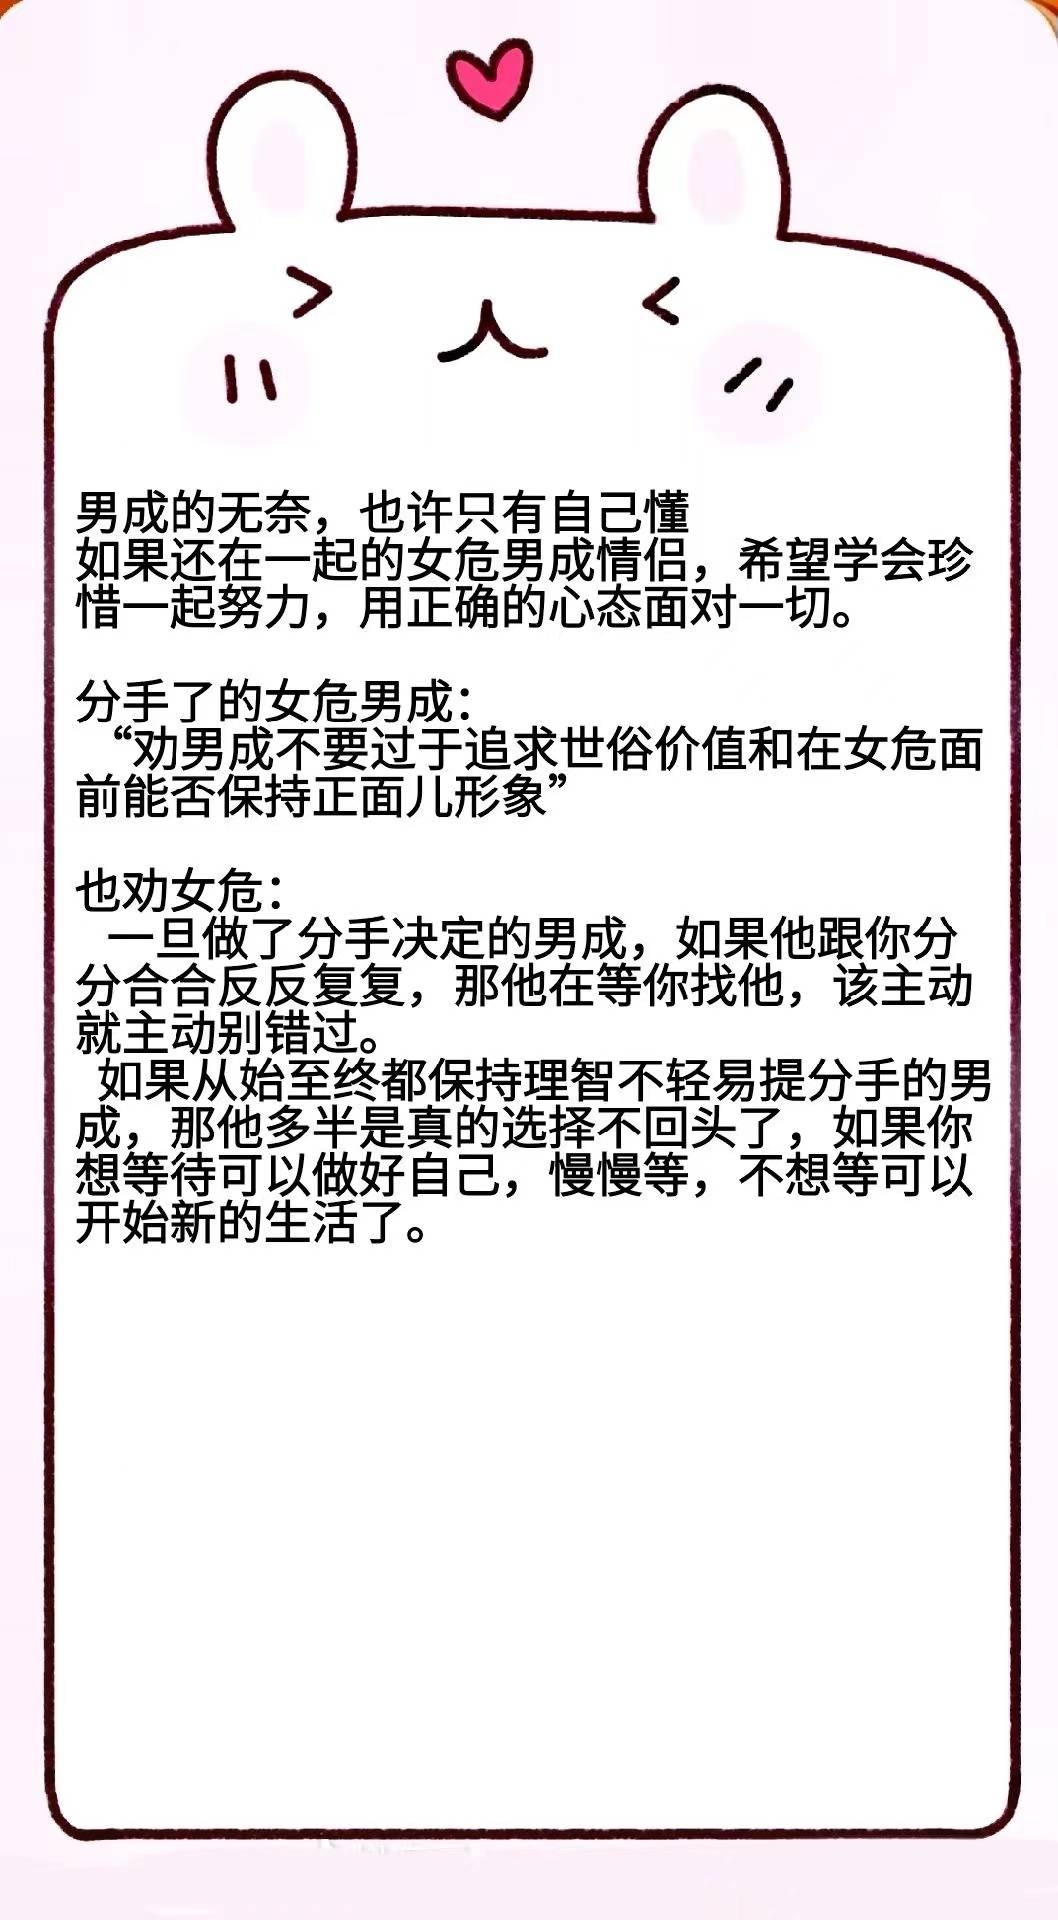 男成的无奈，也许只有自己懂
如果还在一起的女危男成情侣，希望学会珍
惜一起努力，用正确的心态面对一切。
分手了的女危男成：
“劝男成不要过于追求世俗价值和在女危面
前能否保持正面儿形象”
也劝女危：
一旦做了分手决定的男成，如果他跟你分
分合合反反复复，那他在等你找他，该主动
就主动别错过。
如果从始至终都保持理智不轻易提分手的男
成，那他多半是真的选择不回头了，如果你
想等待可以做好自己，慢慢等，不想等可以
开始新的生活了。